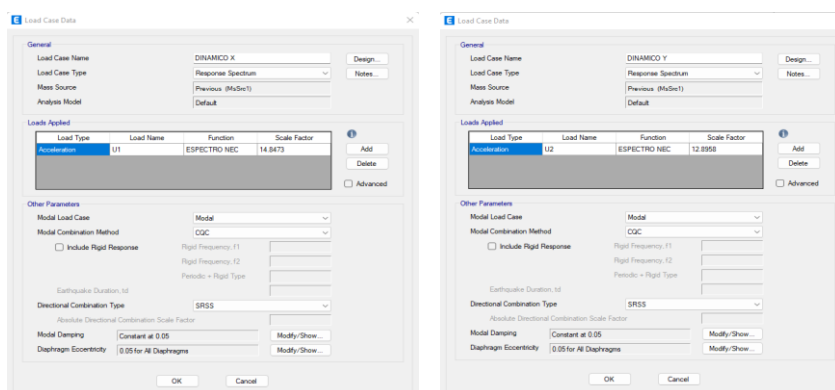 Load Case Data
General
Load Case Name DINAMICO X Design...
Load Case Type Response Spectrum Notes...
Mass Source Previous (MsSrc1)
Analysis Model Default
Loads Applied
Load Type Load Name Function Scale Factor
Acceleration U1 ESPECTRO NEC 14.8473 Add
Delete
Advanced
Other Parameters
Modal Load Case Modal
Modal Combination Method CQC
Include Rigid Response Rigid Frequency, f1
Rigid Frequency, f2
Periodic + Rigid Type
Earthquake Duration, td
Directional Combination Type SRSS
Absolute Directional Combination Scale Factor
Modal Damping Constant at 0.05 Modify/Show...
Diaphragm Eccentricity 0.05 for All Diaphragms Modify/Show...
OK Cancel
Load Case Data
General
Load Case Name DINAMICO Y Design...
Load Case Type Response Spectrum Notes...
Mass Source Previous (MsSrc1)
Analysis Model Default
Loads Applied
Load Type Load Name Function Scale Factor
Acceleration U2 ESPECTRO NEC 12.8958 Add
Delete
Advanced
Other Parameters
Modal Load Case Modal
Modal Combination Method CQC
Include Rigid Response Rigid Frequency, f1
Rigid Frequency, f2
Periodic + Rigid Type
Earthquake Duration, td
Directional Combination Type SRSS
Absolute Directional Combination Scale Factor
Modal Damping Constant at 0.05 Modify/Show...
Diaphragm Eccentricity 0.05 for All Diaphragms Modify/Show...
OK Cancel